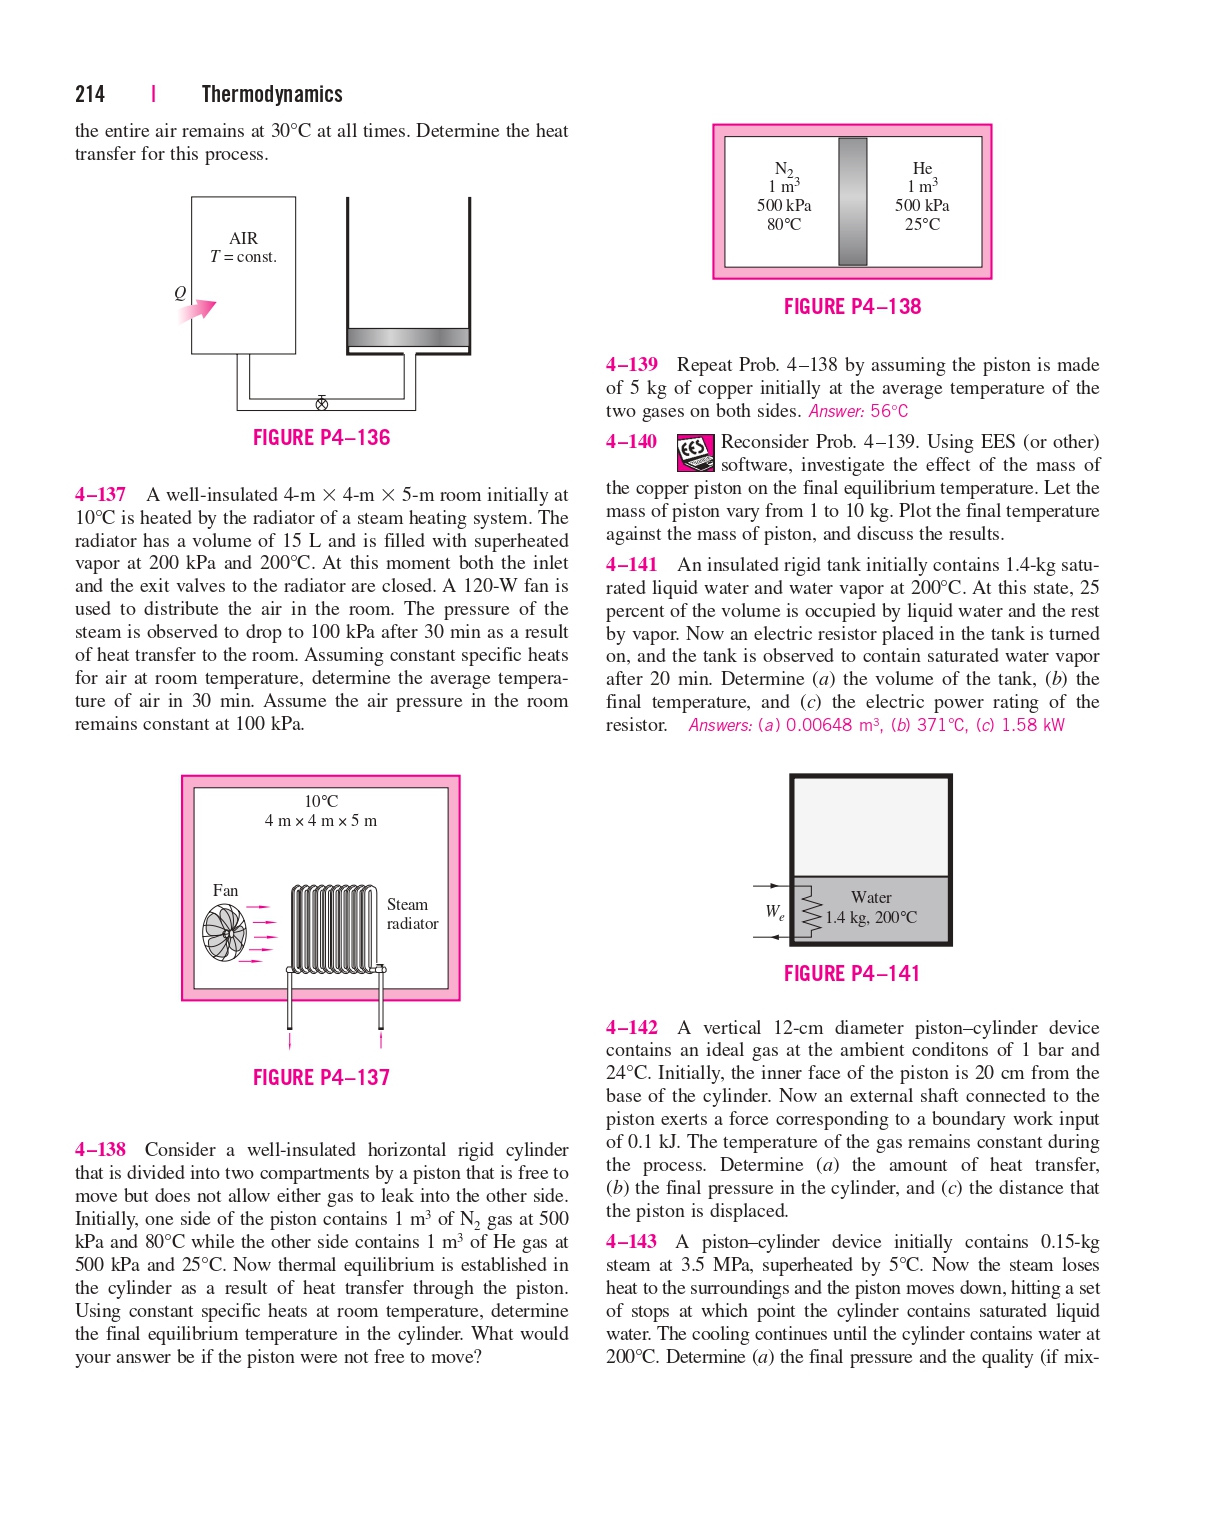 214 | Thermodynamics
the entire air remains at 30°C at all times. Determine the heat
transfer for this process.
AIR
T = const.
Q
FIGURE P4–136
4–137 A well-insulated 4-m × 4-m × 5-m room initially at
10°C is heated by the radiator of a steam heating system. The
radiator has a volume of 15 L and is filled with superheated
vapor at 200 kPa and 200°C. At this moment both the inlet
and the exit valves to the radiator are closed. A 120-W fan is
used to distribute the air in the room. The pressure of the
steam is observed to drop to 100 kPa after 30 min as a result
of heat transfer to the room. Assuming constant specific heats
for air at room temperature, determine the average tempera-
ture of air in 30 min. Assume the air pressure in the room
remains constant at 100 kPa.
10°C
4 m × 4 m × 5 m
Fan
Steam
radiator
FIGURE P4–137
4–138 Consider a well-insulated horizontal rigid cylinder
that is divided into two compartments by a piston that is free to
move but does not allow either gas to leak into the other side.
Initially, one side of the piston contains 1 m³ of N₂ gas at 500
kPa and 80°C while the other side contains 1 m³ of He gas at
500 kPa and 25°C. Now thermal equilibrium is established in
the cylinder as a result of heat transfer through the piston.
Using constant specific heats at room temperature, determine
the final equilibrium temperature in the cylinder. What would
your answer be if the piston were not free to move?
N₂
1 m³
500 kPa
80°C
He
1 m³
500 kPa
25°C
FIGURE P4–138
4–139 Repeat Prob. 4–138 by assuming the piston is made
of 5 kg of copper initially at the average temperature of the
two gases on both sides. Answer: 56°C
4–140 EES Reconsider Prob. 4–139. Using EES (or other)
software, investigate the effect of the mass of
the copper piston on the final equilibrium temperature. Let the
mass of piston vary from 1 to 10 kg. Plot the final temperature
against the mass of piston, and discuss the results.
4–141 An insulated rigid tank initially contains 1.4-kg satu-
rated liquid water and water vapor at 200°C. At this state, 25
percent of the volume is occupied by liquid water and the rest
by vapor. Now an electric resistor placed in the tank is turned
on, and the tank is observed to contain saturated water vapor
after 20 min. Determine (a) the volume of the tank, (b) the
final temperature, and (c) the electric power rating of the
resistor. Answers: (a) 0.00648 m³, (b) 371°C, (c) 1.58 kW
Water
1.4 kg, 200°C
Wₑ
FIGURE P4–141
4–142 A vertical 12-cm diameter piston–cylinder device
contains an ideal gas at the ambient conditons of 1 bar and
24°C. Initially, the inner face of the piston is 20 cm from the
base of the cylinder. Now an external shaft connected to the
piston exerts a force corresponding to a boundary work input
of 0.1 kJ. The temperature of the gas remains constant during
the process. Determine (a) the amount of heat transfer,
(b) the final pressure in the cylinder, and (c) the distance that
the piston is displaced.
4–143 A piston–cylinder device initially contains 0.15-kg
steam at 3.5 MPa, superheated by 5°C. Now the steam loses
heat to the surroundings and the piston moves down, hitting a set
of stops at which point the cylinder contains saturated liquid
water. The cooling continues until the cylinder contains water at
200°C. Determine (a) the final pressure and the quality (if mix-